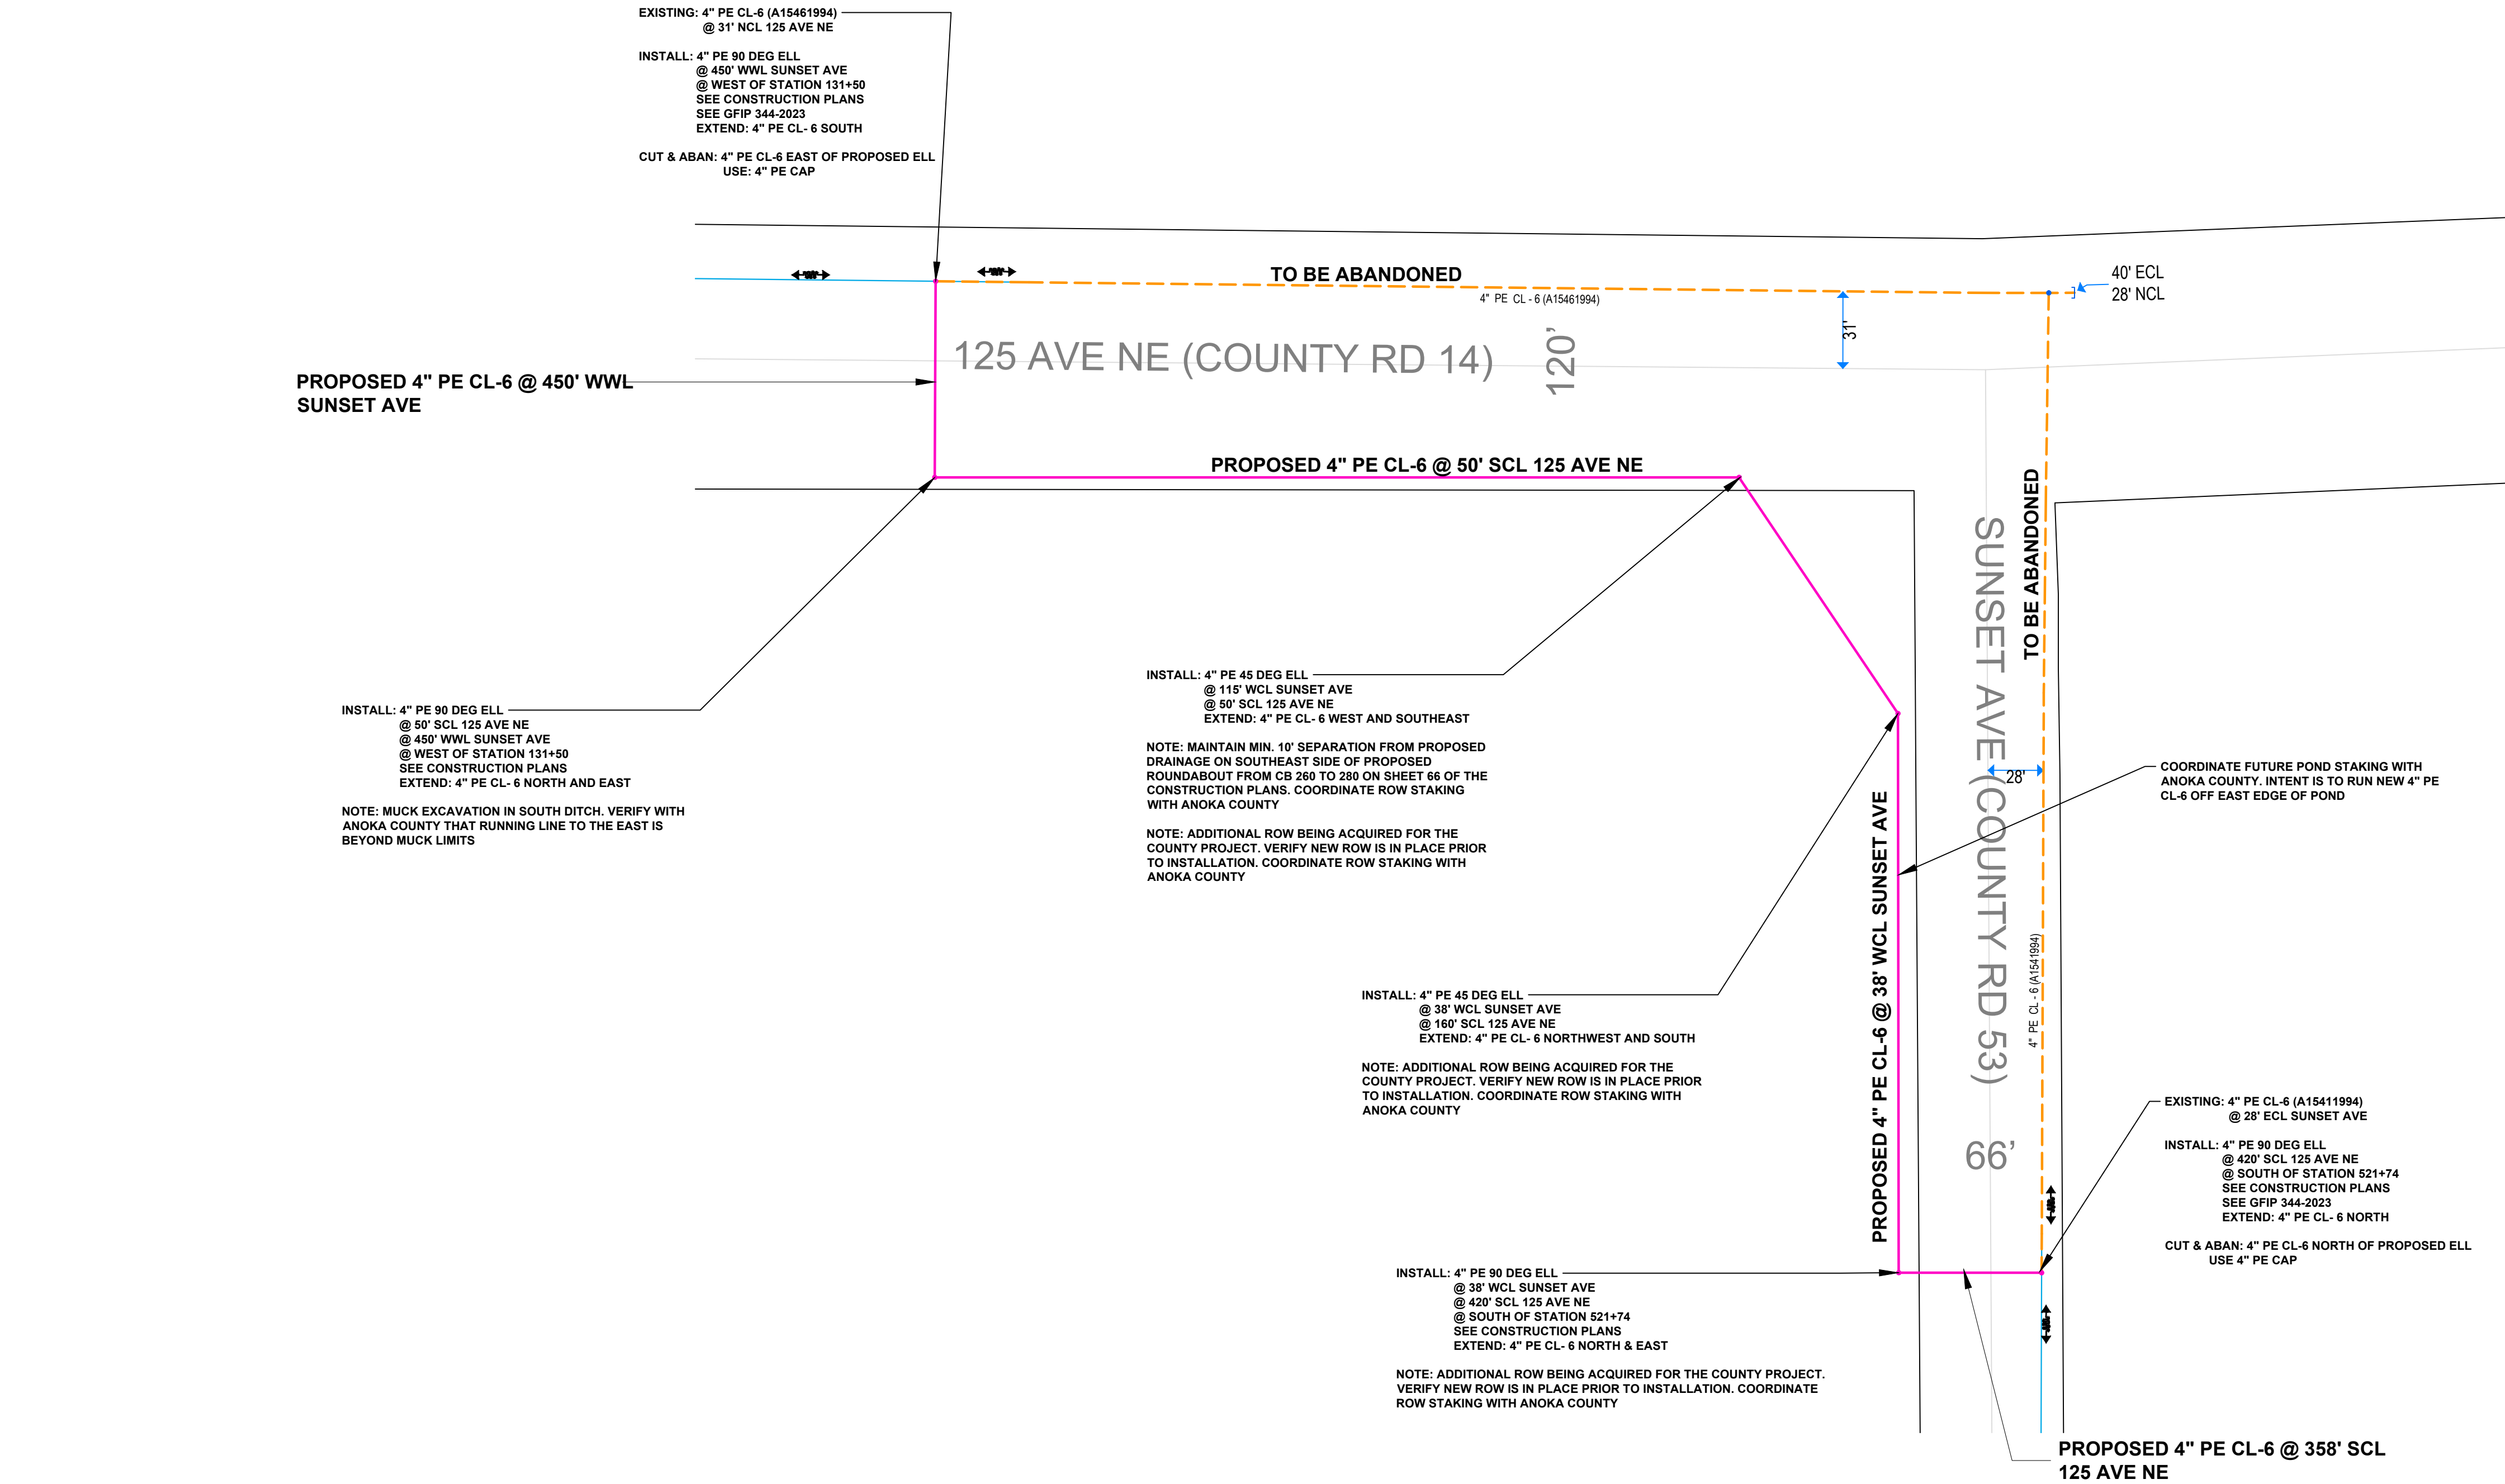 EXISTING: 4" PE CL-6 (A15461994)
@ 31' NCL 125 AVE NE
INSTALL: 4" PE 90 DEG ELL
@ 450' WWL SUNSET AVE
@ WEST OF STATION 131+50
SEE CONSTRUCTION PLANS
SEE GFIP 344-2023
EXTEND: 4" PE CL- 6 SOUTH
CUT & ABAN: 4" PE CL-6 EAST OF PROPOSED ELL
USE: 4" PE CAP
TO BE ABANDONED
4" PE CL - 6 (A15461994)
40' ECL
28' NCL
31'
125 AVE NE (COUNTY RD 14)
120'
PROPOSED 4" PE CL-6 @ 450' WWL
SUNSET AVE
PROPOSED 4" PE CL-6 @ 50' SCL 125 AVE NE
TO BE ABANDONED
SUNSET AVE (COUNTY RD 53)
INSTALL: 4" PE 90 DEG ELL
@ 50' SCL 125 AVE NE
@ 450' WWL SUNSET AVE
@ WEST OF STATION 131+50
SEE CONSTRUCTION PLANS
EXTEND: 4" PE CL- 6 NORTH AND EAST
NOTE: MUCK EXCAVATION IN SOUTH DITCH. VERIFY WITH
ANOKA COUNTY THAT RUNNING LINE TO THE EAST IS
BEYOND MUCK LIMITS
INSTALL: 4" PE 45 DEG ELL
@ 115' WCL SUNSET AVE
@ 50' SCL 125 AVE NE
EXTEND: 4" PE CL- 6 WEST AND SOUTHEAST
NOTE: MAINTAIN MIN. 10' SEPARATION FROM PROPOSED
DRAINAGE ON SOUTHEAST SIDE OF PROPOSED
ROUNDABOUT FROM CB 260 TO 280 ON SHEET 66 OF THE
CONSTRUCTION PLANS. COORDINATE ROW STAKING
WITH ANOKA COUNTY
NOTE: ADDITIONAL ROW BEING ACQUIRED FOR THE
COUNTY PROJECT. VERIFY NEW ROW IS IN PLACE PRIOR
TO INSTALLATION. COORDINATE ROW STAKING WITH
ANOKA COUNTY
28'
COORDINATE FUTURE POND STAKING WITH
ANOKA COUNTY. INTENT IS TO RUN NEW 4" PE
CL-6 OFF EAST EDGE OF POND
PROPOSED 4" PE CL-6 @ 38' WCL SUNSET AVE
4" PE CL - 6 (A1541994)
INSTALL: 4" PE 45 DEG ELL
@ 38' WCL SUNSET AVE
@ 160' SCL 125 AVE NE
EXTEND: 4" PE CL- 6 NORTHWEST AND SOUTH
NOTE: ADDITIONAL ROW BEING ACQUIRED FOR THE
COUNTY PROJECT. VERIFY NEW ROW IS IN PLACE PRIOR
TO INSTALLATION. COORDINATE ROW STAKING WITH
ANOKA COUNTY
66'
EXISTING: 4" PE CL-6 (A15411994)
@ 28' ECL SUNSET AVE
INSTALL: 4" PE 90 DEG ELL
@ 420' SCL 125 AVE NE
@ SOUTH OF STATION 521+74
SEE CONSTRUCTION PLANS
SEE GFIP 344-2023
EXTEND: 4" PE CL- 6 NORTH
CUT & ABAN: 4" PE CL-6 NORTH OF PROPOSED ELL
USE 4" PE CAP
INSTALL: 4" PE 90 DEG ELL
@ 38' WCL SUNSET AVE
@ 420' SCL 125 AVE NE
@ SOUTH OF STATION 521+74
SEE CONSTRUCTION PLANS
EXTEND: 4" PE CL- 6 NORTH & EAST
NOTE: ADDITIONAL ROW BEING ACQUIRED FOR THE COUNTY PROJECT.
VERIFY NEW ROW IS IN PLACE PRIOR TO INSTALLATION. COORDINATE
ROW STAKING WITH ANOKA COUNTY
PROPOSED 4" PE CL-6 @ 358' SCL
125 AVE NE